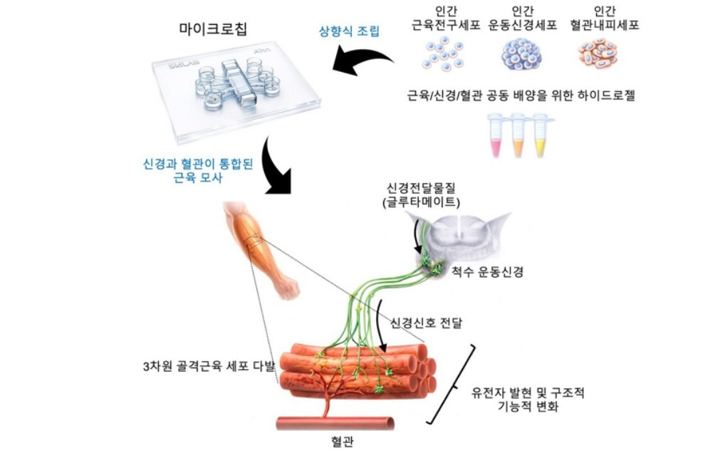 마이크로칩
상향식 조립
인간
근육전구세포
인간
운동신경세포
인간
혈관내피세포
근육/신경/혈관 공동 배양을 위한 하이드로젤
신경과 혈관이 통합된
근육 모사
신경전달물질
(글루타메이트)
척수 운동신경
신경신호 전달
3차원 골격근육 세포 다발
유전자 발현 및 구조적
기능적 변화
혈관